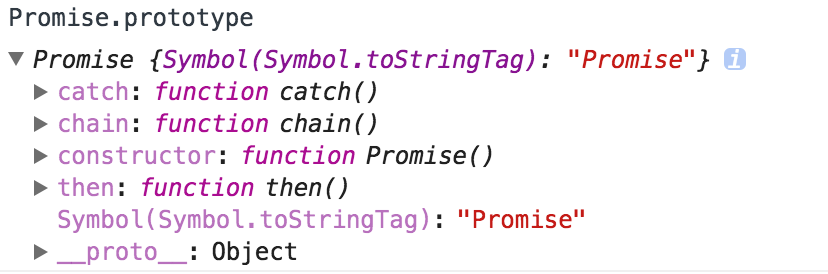 Promise.prototype
▼ Promise {Symbol(Symbol.toStringTag): "Promise"} i
▶ catch: function catch()
▶ chain: function chain()
▶ constructor: function Promise()
▶ then: function then()
Symbol(Symbol.toStringTag): "Promise"
▶ __proto__: Object